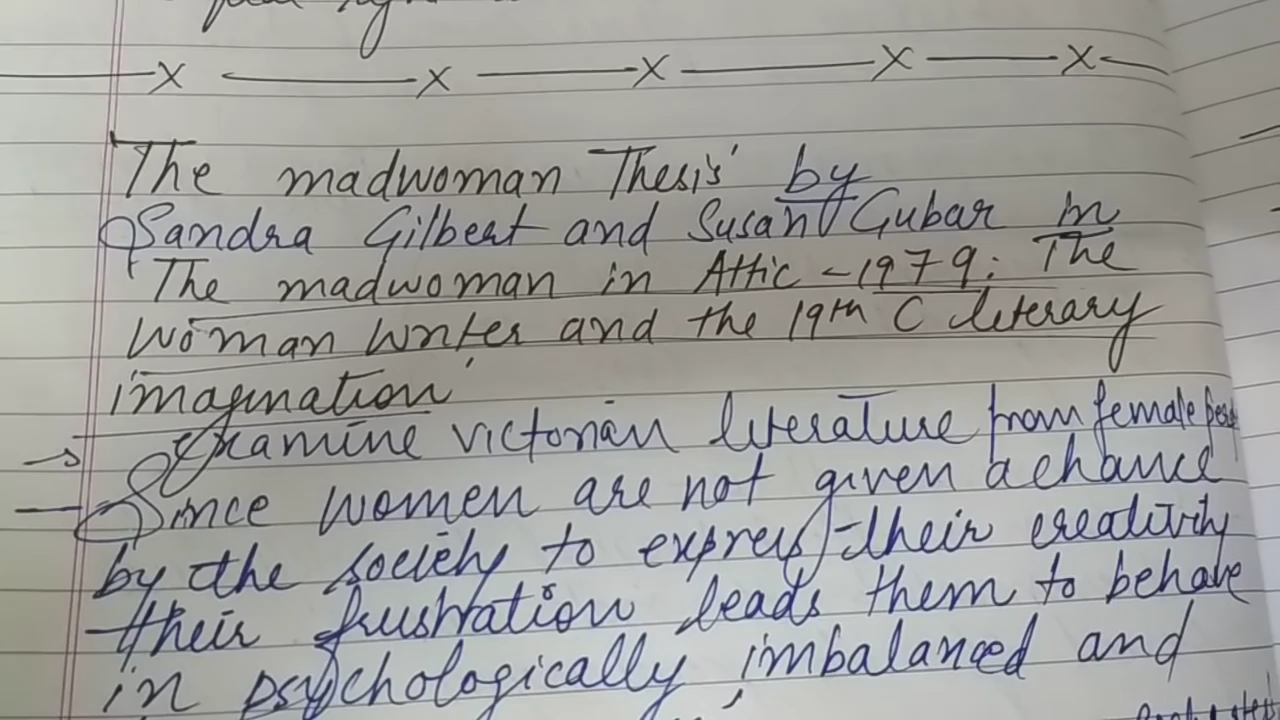 The madwoman Thesis' by
Sandra Gilbert and Susan Gubar in
'The madwoman in Attic - 1979: The
Woman Writer and the 19th C literary
imagination'
→ Examine Victorian literature from female
— Since women are not given a chance
by the society to express their creativity
their frustration leads them to behave
in psychologically imbalanced and